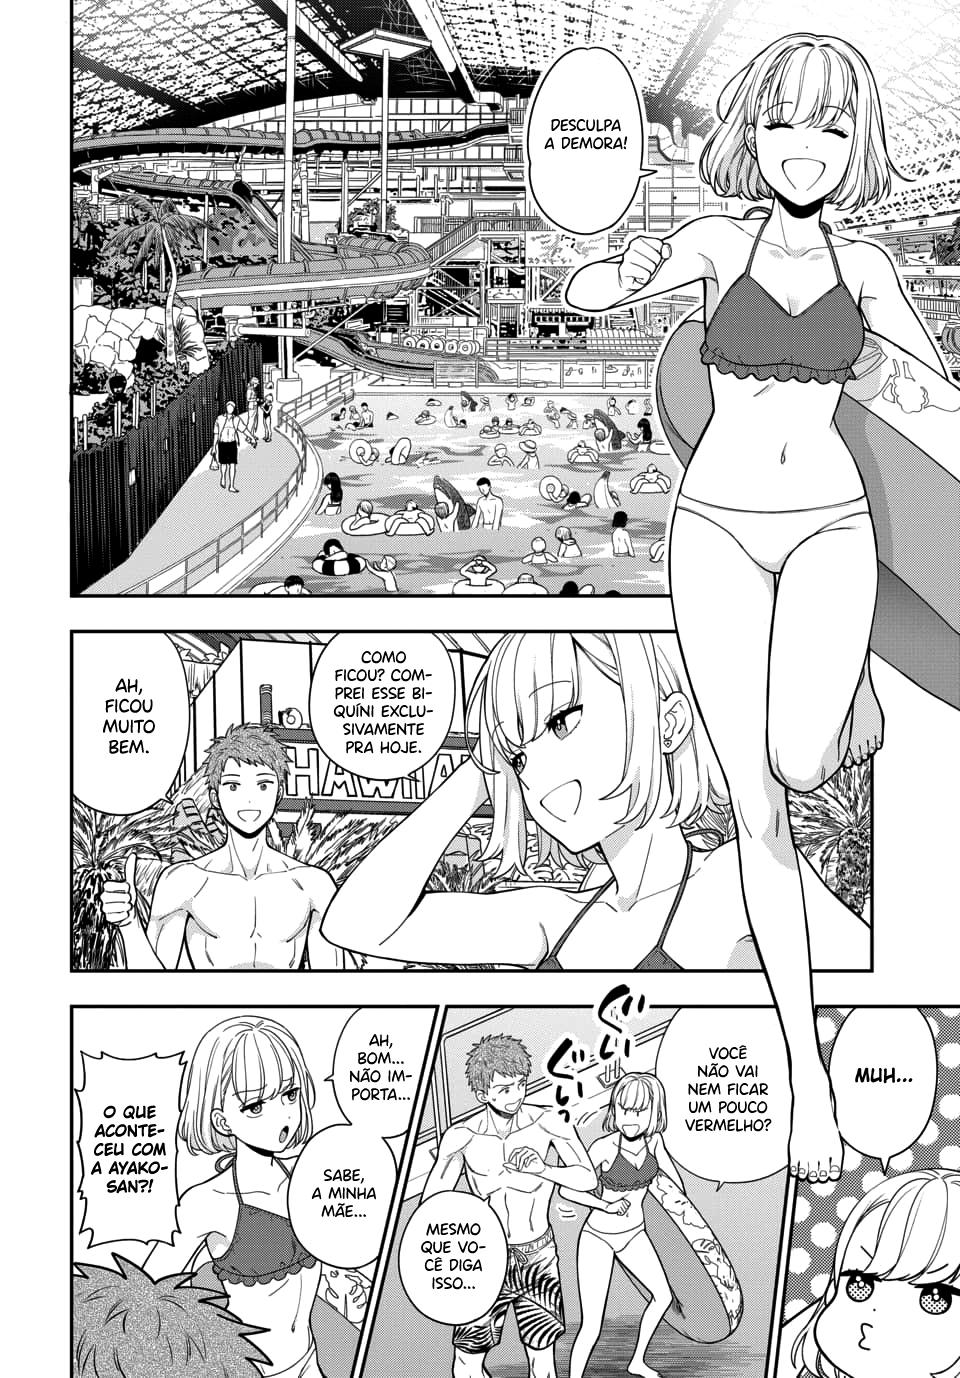 DESCULPA
A DEMORA!
COMO
FICOU? COM-
PREI ESSE BI-
QUÍNI EXCLU-
SIVAMENTE
PRA HOJE.
AH,
FICOU
MUITO
BEM.
MUH...
VOCÊ
NÃO VAI
NEM FICAR
UM POUCO
VERMELHO?
MESMO
QUE VO-
CÊ DIGA
ISSO...
AH,
BOM...
NÃO IM-
PORTA...
SABE,
A MINHA
MÃE...
O QUE
ACONTE-
CEU COM
A AYAKO-
SAN?!